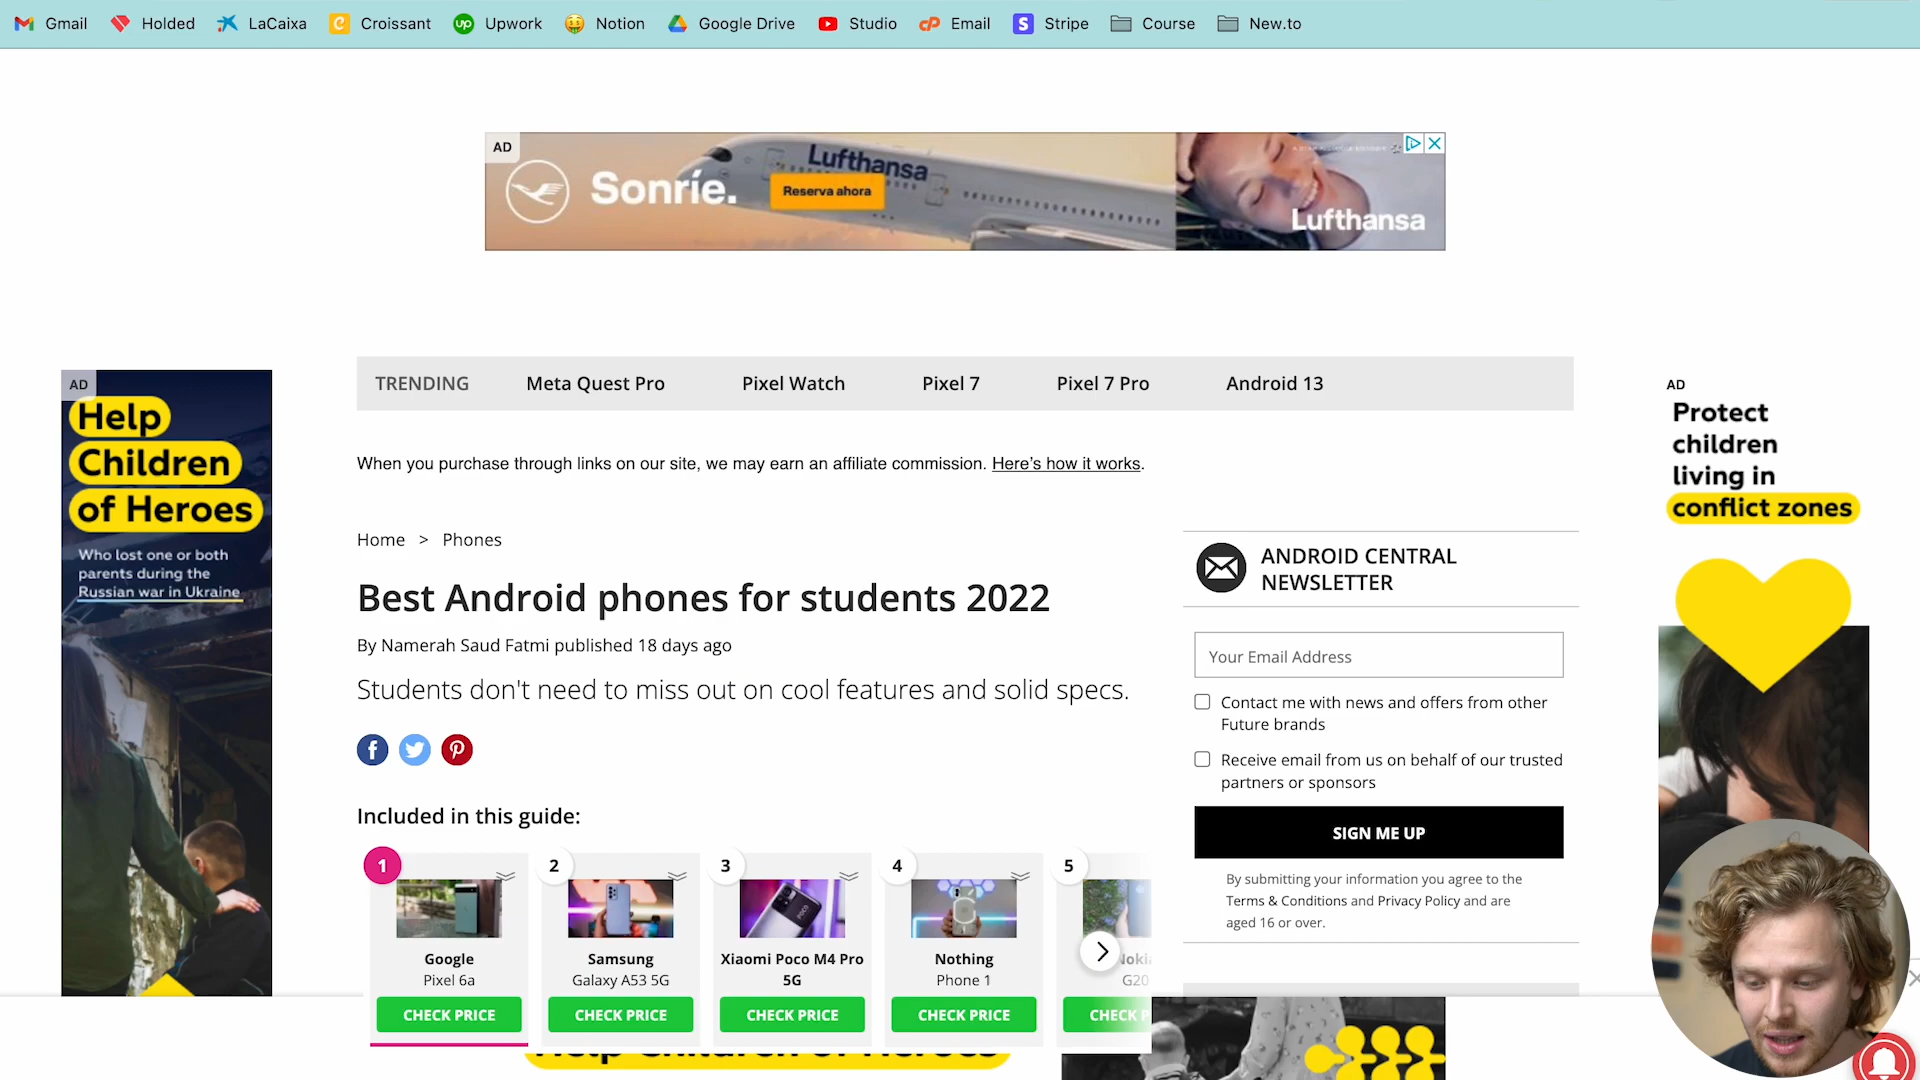 Gmail Holded LaCaixa Croissant Upwork Notion Google Drive Studio Email Stripe Course New.to
AD
Lufthansa
Sonríe.
Reserva ahora
Lufthansa
TRENDING Meta Quest Pro Pixel Watch Pixel 7 Pixel 7 Pro Android 13
AD
Help
Children
of Heroes
Who lost one or both
parents during the
Russian war in Ukraine
When you purchase through links on our site, we may earn an affiliate commission. Here's how it works.
Home > Phones
Best Android phones for students 2022
By Namerah Saud Fatmi published 18 days ago
Students don't need to miss out on cool features and solid specs.
Included in this guide:
1
Google
Pixel 6a
CHECK PRICE
2
Samsung
Galaxy A53 5G
CHECK PRICE
3
Xiaomi Poco M4 Pro
5G
CHECK PRICE
4
Nothing
Phone 1
CHECK PRICE
5
G20
CHECK P
Help Children of Heroes
ANDROID CENTRAL
NEWSLETTER
Your Email Address
Contact me with news and offers from other
Future brands
Receive email from us on behalf of our trusted
partners or sponsors
SIGN ME UP
By submitting your information you agree to the
Terms & Conditions and Privacy Policy and are
aged 16 or over.
AD
Protect
children
living in
conflict zones